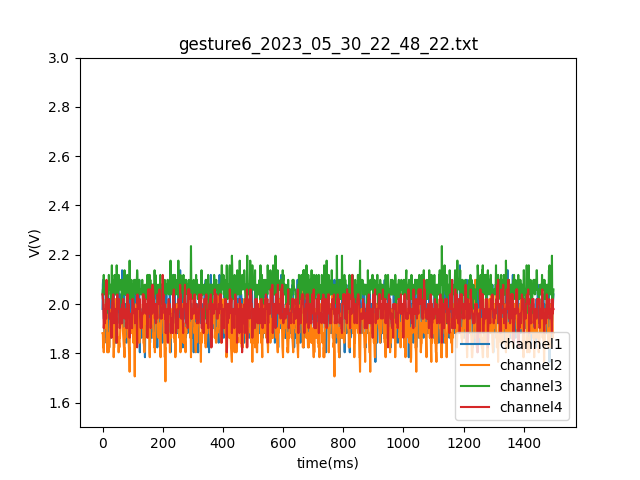 gesture6_2023_05_30_22_48_22.txt
3.0
2.8
2.6
2.4
2.2
2.0
1.8
1.6
V(V)
channel1
channel2
channel3
channel4
0 200 400 600 800 1000 1200 1400
time(ms)